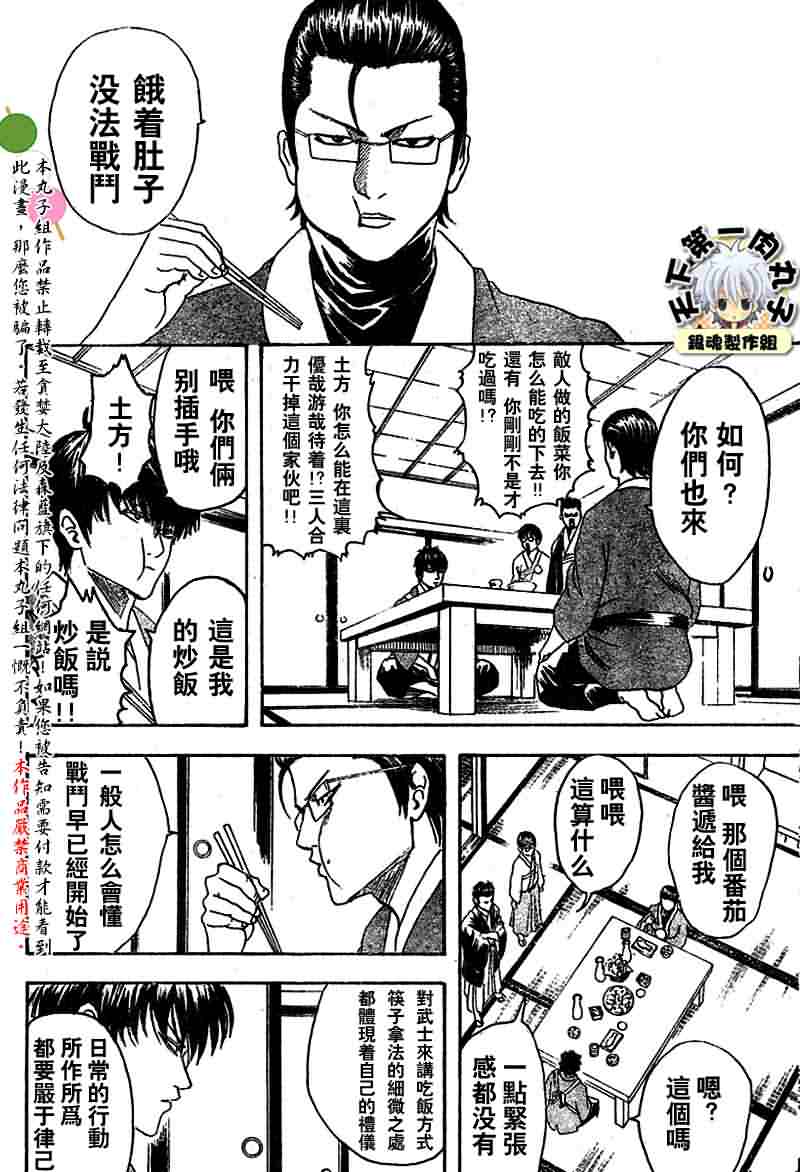 餓着肚子
没法戰鬥
天下第一肉丸子
銀魂製作組
如何?
你們也來
敵人做的飯菜你
怎么能吃的下去!!
還有 你剛剛不是才
吃過嗎!?
土方 你怎么能在這裏
優哉游哉待着!?三人合
力干掉這個家伙吧!!
喂 你們倆
别插手哦
土方!
這是我
的炒飯
是説
炒飯嗎!!
喂 那個番茄
醬遞給我
喂喂
這算什么
嗯?
這個嗎
一點緊張
感都没有
一般人怎么會懂
戰鬥早已經開始了
對武士來講吃飯方式
筷子拿法的細微之處
都體現着自己的禮儀
日常的行動
所作所爲
都要嚴于律己
本丸子組作品禁止轉載至貪婪大陸及森藍旗下的任何網站!如果您被告知需要付款才能看到
此漫畫,那麼您被騙了。若發生任何法律問題本丸子組一慨不負責!本作品嚴禁商業用途。